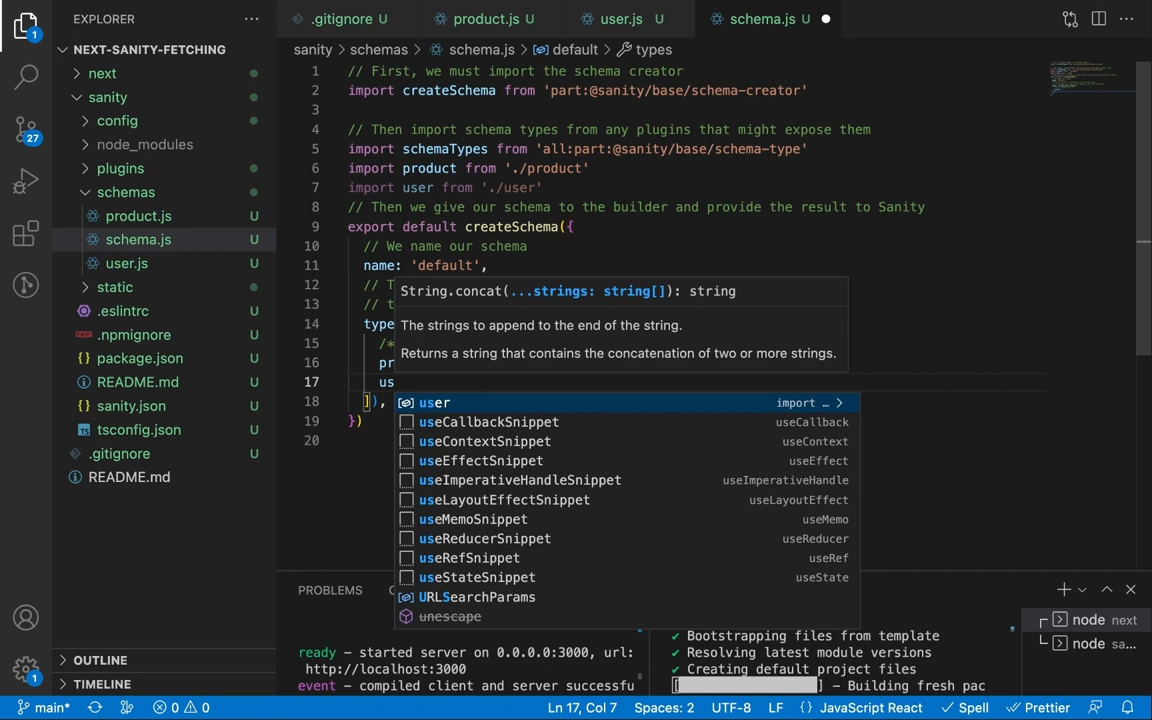 EXPLORER
.gitignore U
product.js U
user.js U
schema.js U
1
NEXT-SANITY-FETCHING
sanity > schemas > schema.js > default > types
next
sanity
config
node_modules
plugins
schemas
product.js U
schema.js U
user.js U
static
.eslintrc U
.npmignore U
package.json U
README.md U
sanity.json U
tsconfig.json U
.gitignore U
README.md
OUTLINE
TIMELINE
27
1
1 // First, we must import the schema creator
2 import createSchema from 'part:@sanity/base/schema-creator'
3
4 // Then import schema types from any plugins that might expose them
5 import schemaTypes from 'all:part:@sanity/base/schema-type'
6 import product from './product'
7 import user from './user'
8 // Then we give our schema to the builder and provide the result to Sanity
9 export default createSchema({
10 // We name our schema
11 name: 'default',
12 // T
13 // t
14 type
15 /*
16 pr
17 us
18 ]),
19 })
20
String.concat(...strings: string[]): string
The strings to append to the end of the string.
Returns a string that contains the concatenation of two or more strings.
user import … >
useCallbackSnippet useCallback
useContextSnippet useContext
useEffectSnippet useEffect
useImperativeHandleSnippet useImperativeHandle
useLayoutEffectSnippet useLayoutEffect
useMemoSnippet useMemo
useReducerSnippet useReducer
useRefSnippet useRef
useStateSnippet useState
URLSearchParams
unescape
PROBLEMS
ready – started server on 0.0.0.0:3000, url:
http://localhost:3000
event – compiled client and server successfu
✔ Bootstrapping files from template
✔ Resolving latest module versions
✔ Creating default project files
[ ] – Building fresh pac
node next
node sa...
main* 0 0 Ln 17, Col 7 Spaces: 2 UTF-8 LF {} JavaScript React Spell Prettier